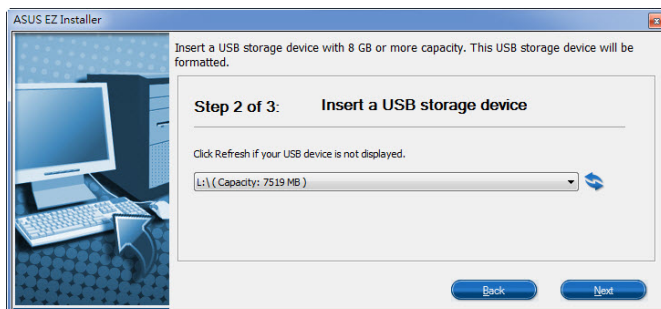 ASUS EZ Installer
Insert a USB storage device with 8 GB or more capacity. This USB storage device will be
formatted.
Step 2 of 3: Insert a USB storage device
Click Refresh if your USB device is not displayed.
L:\ ( Capacity: 7519 MB )
Back Next